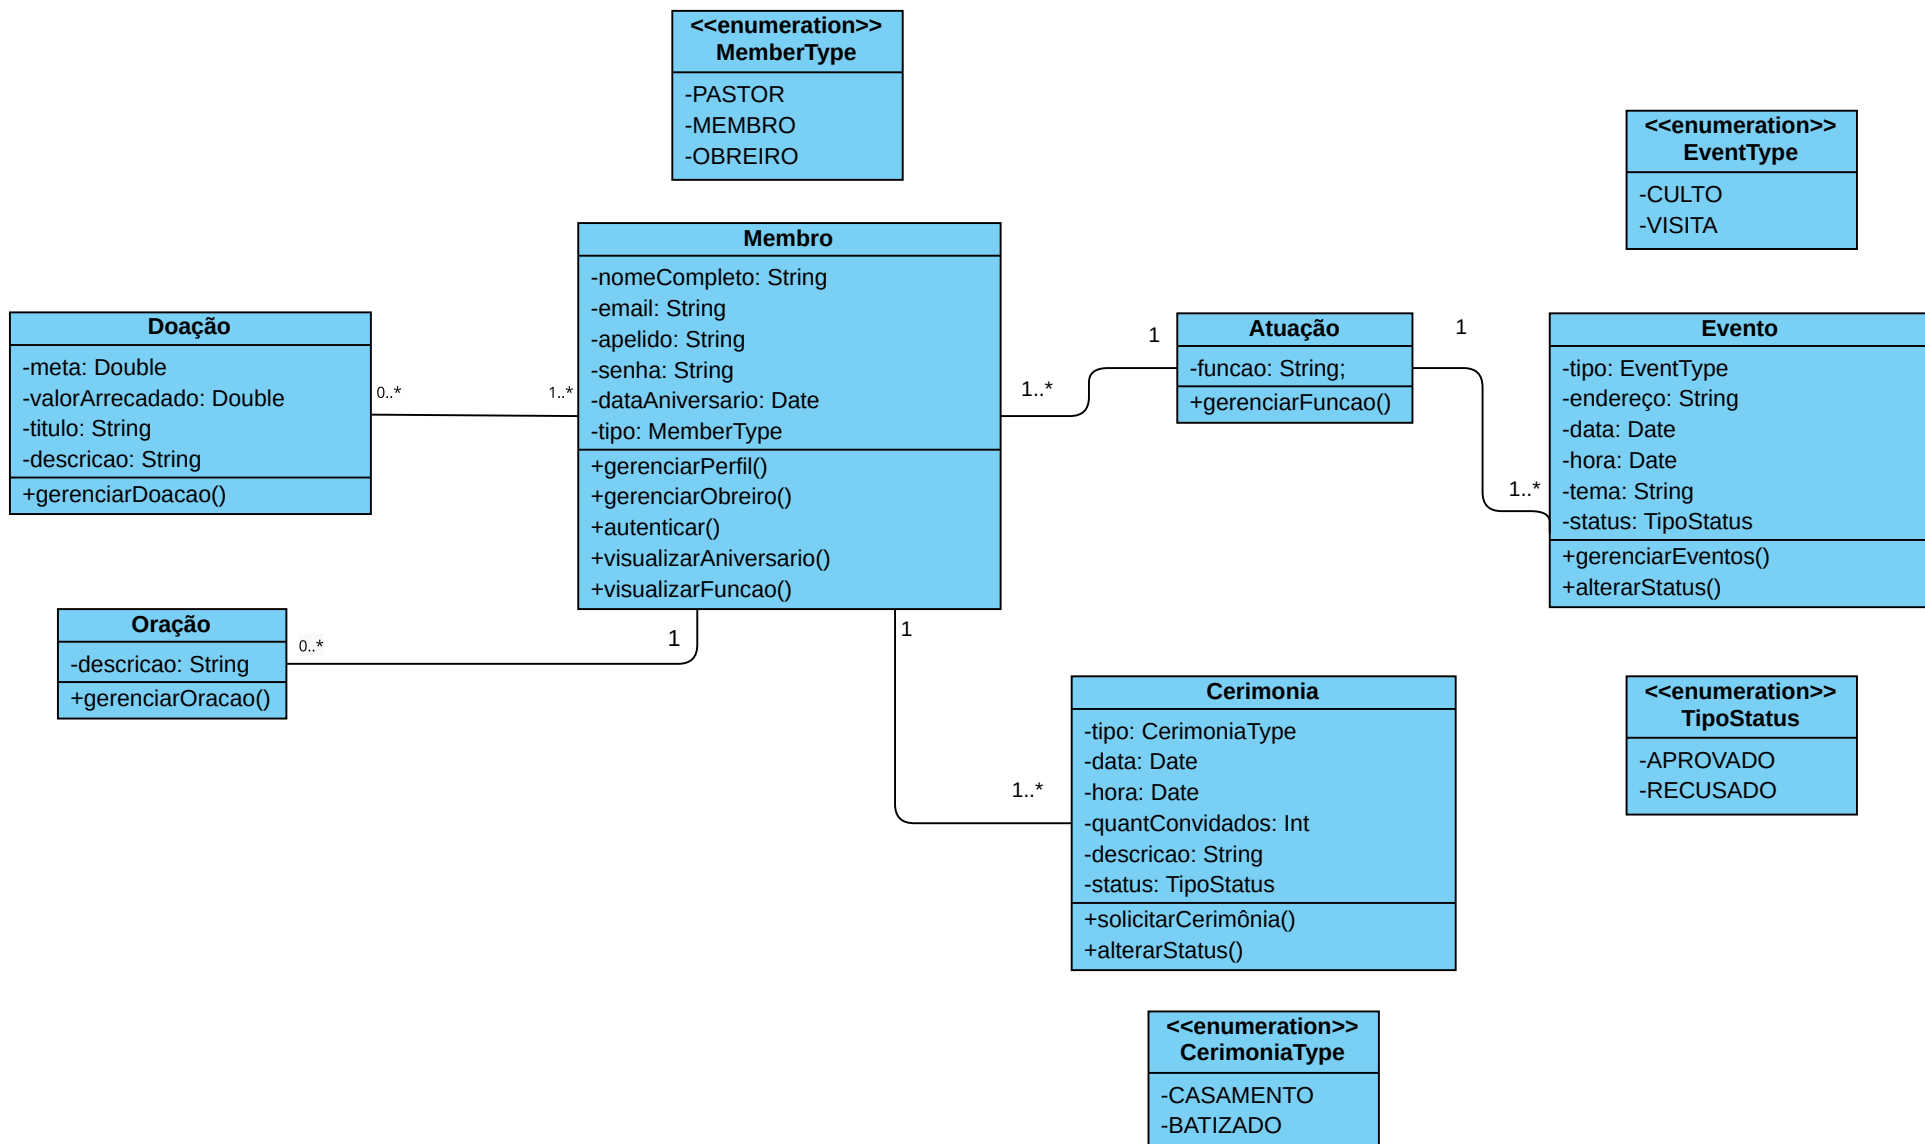 <<enumeration>>
MemberType
-PASTOR
-MEMBRO
-OBREIRO
<<enumeration>>
EventType
-CULTO
-VISITA
Membro
-nomeCompleto: String
-email: String
-apelido: String
-senha: String
-dataAniversario: Date
-tipo: MemberType
+gerenciarPerfil()
+gerenciarObreiro()
+autenticar()
+visualizarAniversario()
+visualizarFuncao()
Doação
-meta: Double
-valorArrecadado: Double
-titulo: String
-descricao: String
+gerenciarDoacao()
0..*
1..*
Atuação
-funcao: String;
+gerenciarFuncao()
1..*
1
1
1..*
Evento
-tipo: EventType
-endereço: String
-data: Date
-hora: Date
-tema: String
-status: TipoStatus
+gerenciarEventos()
+alterarStatus()
Oração
-descricao: String
+gerenciarOracao()
0..*
1
1
1..*
Cerimonia
-tipo: CerimoniaType
-data: Date
-hora: Date
-quantConvidados: Int
-descricao: String
-status: TipoStatus
+solicitarCerimônia()
+alterarStatus()
<<enumeration>>
TipoStatus
-APROVADO
-RECUSADO
<<enumeration>>
CerimoniaType
-CASAMENTO
-BATIZADO